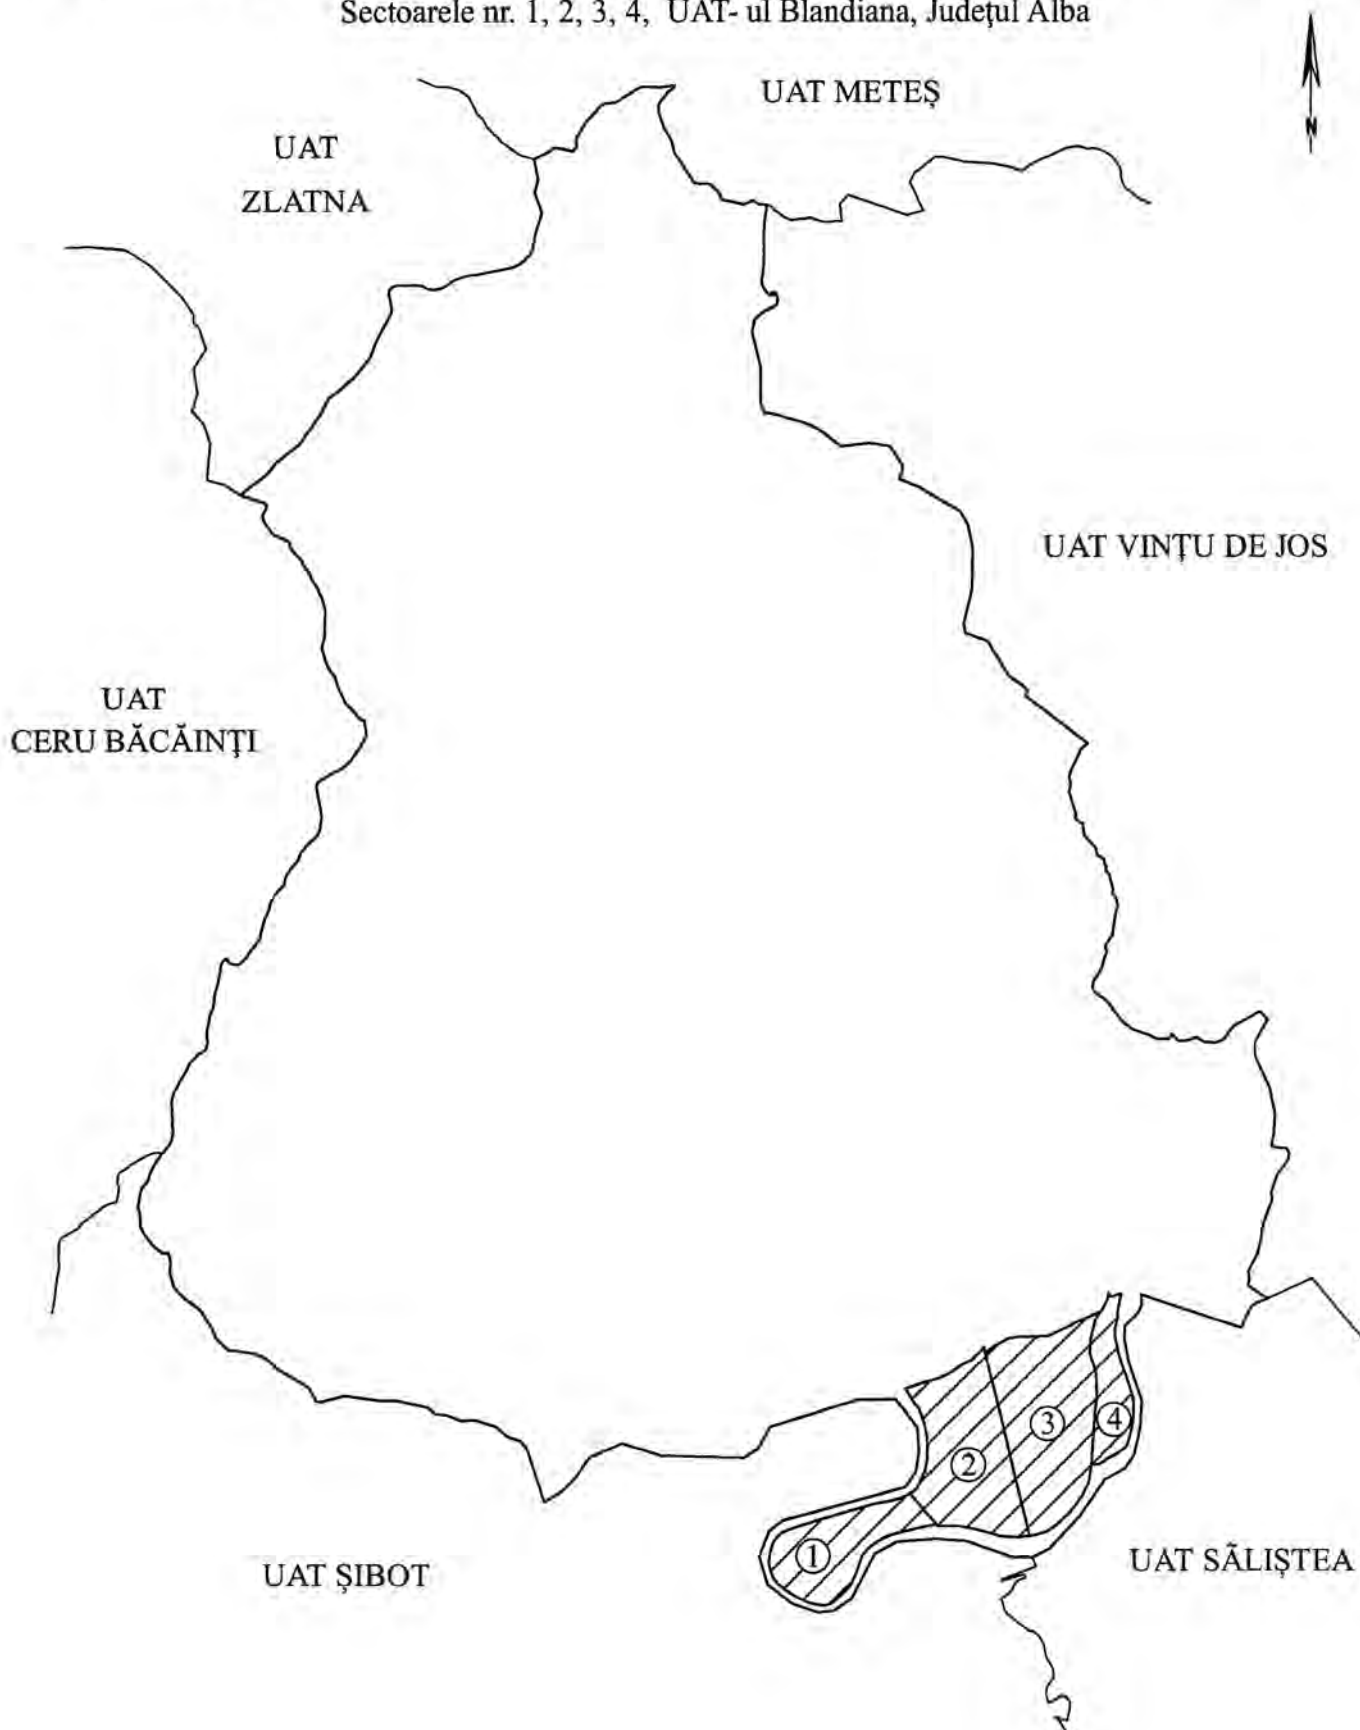 Sectoarele nr. 1, 2, 3, 4, UAT- ul Blandiana, Județul Alba
UAT METEȘ
N
UAT
ZLATNA
UAT VINȚU DE JOS
UAT
CERU BĂCĂINȚI
3
4
2
1
UAT ȘIBOT
UAT SĂLIȘTEA